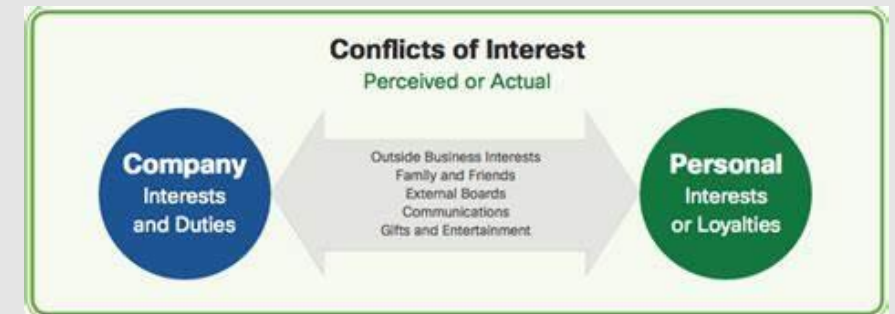 Conflicts of Interest
Perceived or Actual
Company
Interests
and Duties
Outside Business Interests
Family and Friends
External Boards
Communications
Gifts and Entertainment
Personal
Interests
or Loyalties